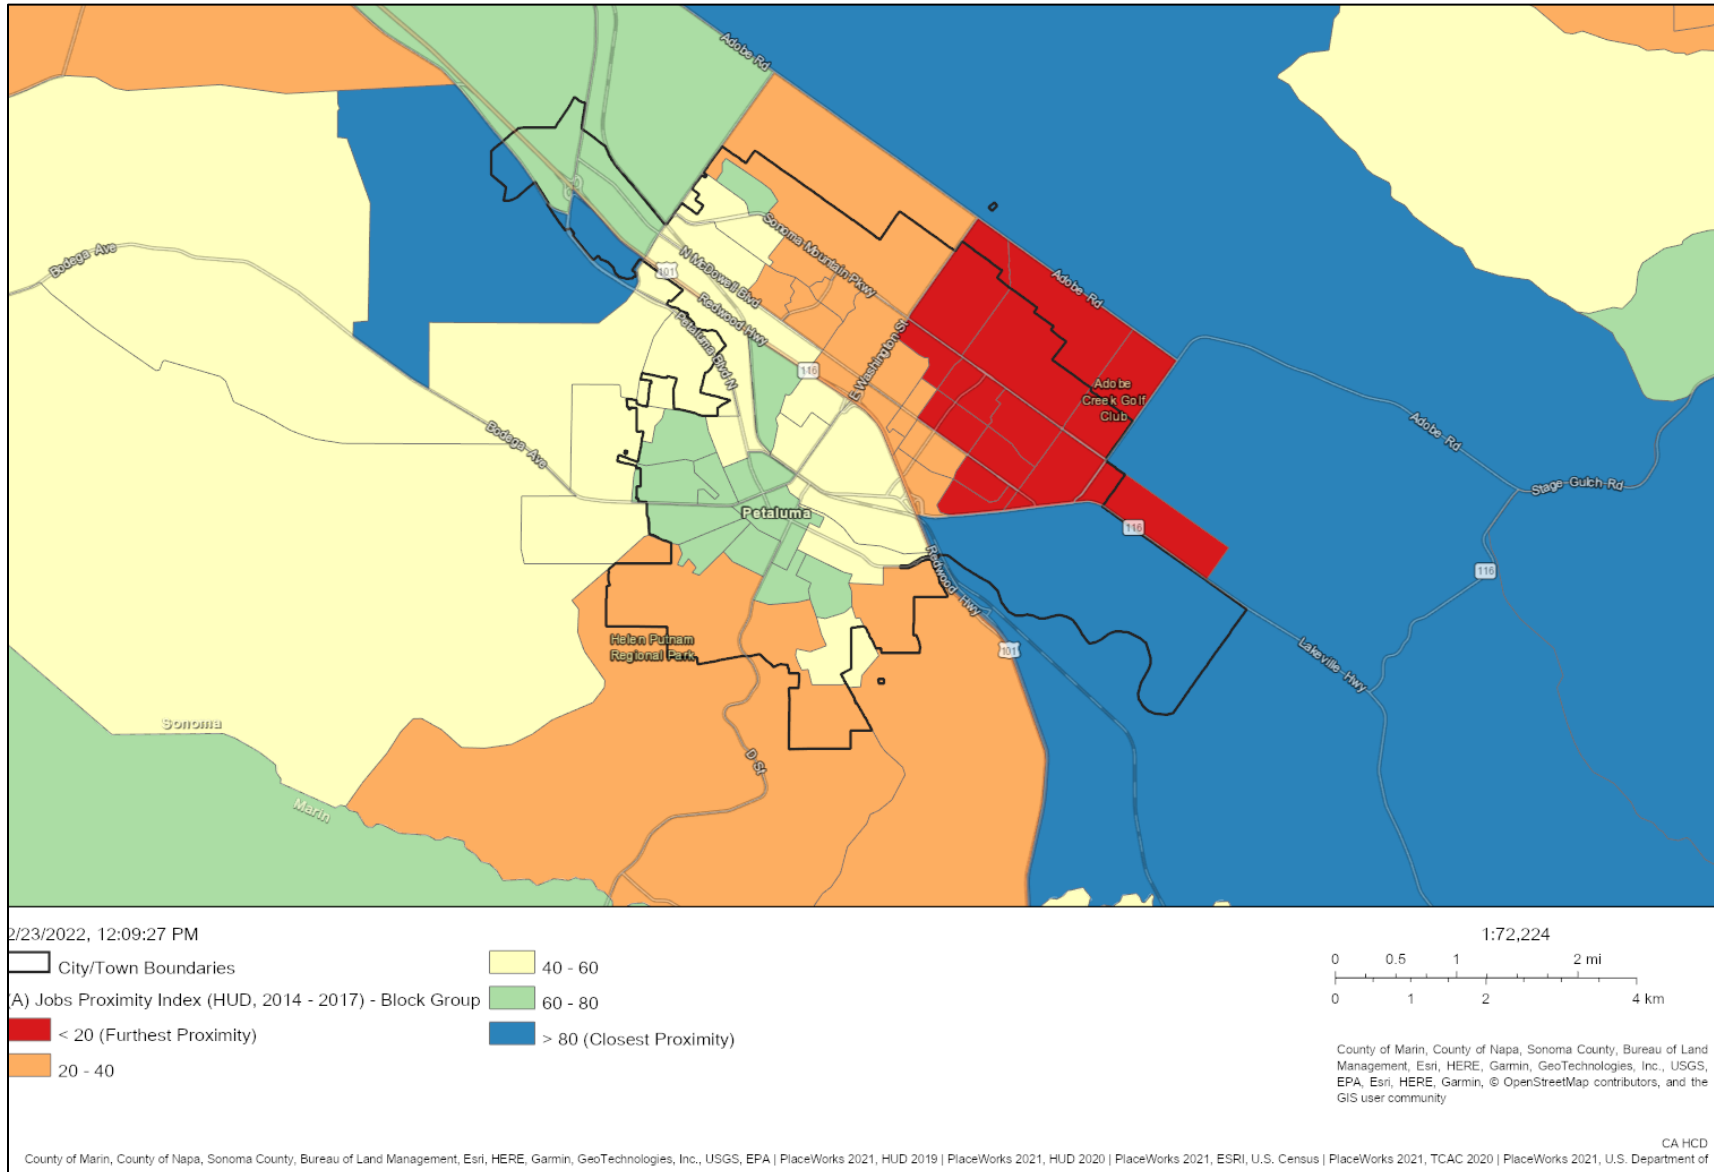 Adobe Rd
Bodega Ave
Sonoma Mountain Pkwy
101
N McDowell Blvd
Redwood Hwy
Petaluma Blvd N
116
E Washington St
Adobe Rd
Adobe
Creek Golf
Club
Adobe Rd
Bodega Ave
Stage Gulch Rd
Petaluma
116
Redwood Hwy
116
Helen Putnam
Regional Park
101
Lakeville Hwy
Sonoma
D St
Marin
2/23/2022, 12:09:27 PM
1:72,224
City/Town Boundaries
(A) Jobs Proximity Index (HUD, 2014 - 2017) - Block Group
< 20 (Furthest Proximity)
20 - 40
40 - 60
60 - 80
> 80 (Closest Proximity)
0 0.5 1 2 mi
0 1 2 4 km
County of Marin, County of Napa, Sonoma County, Bureau of Land
Management, Esri, HERE, Garmin, GeoTechnologies, Inc., USGS,
EPA, Esri, HERE, Garmin, © OpenStreetMap contributors, and the
GIS user community
CA HCD
County of Marin, County of Napa, Sonoma County, Bureau of Land Management, Esri, HERE, Garmin, GeoTechnologies, Inc., USGS, EPA | PlaceWorks 2021, HUD 2019 | PlaceWorks 2021, HUD 2020 | PlaceWorks 2021, ESRI, U.S. Census | PlaceWorks 2021, TCAC 2020 | PlaceWorks 2021, U.S. Department of